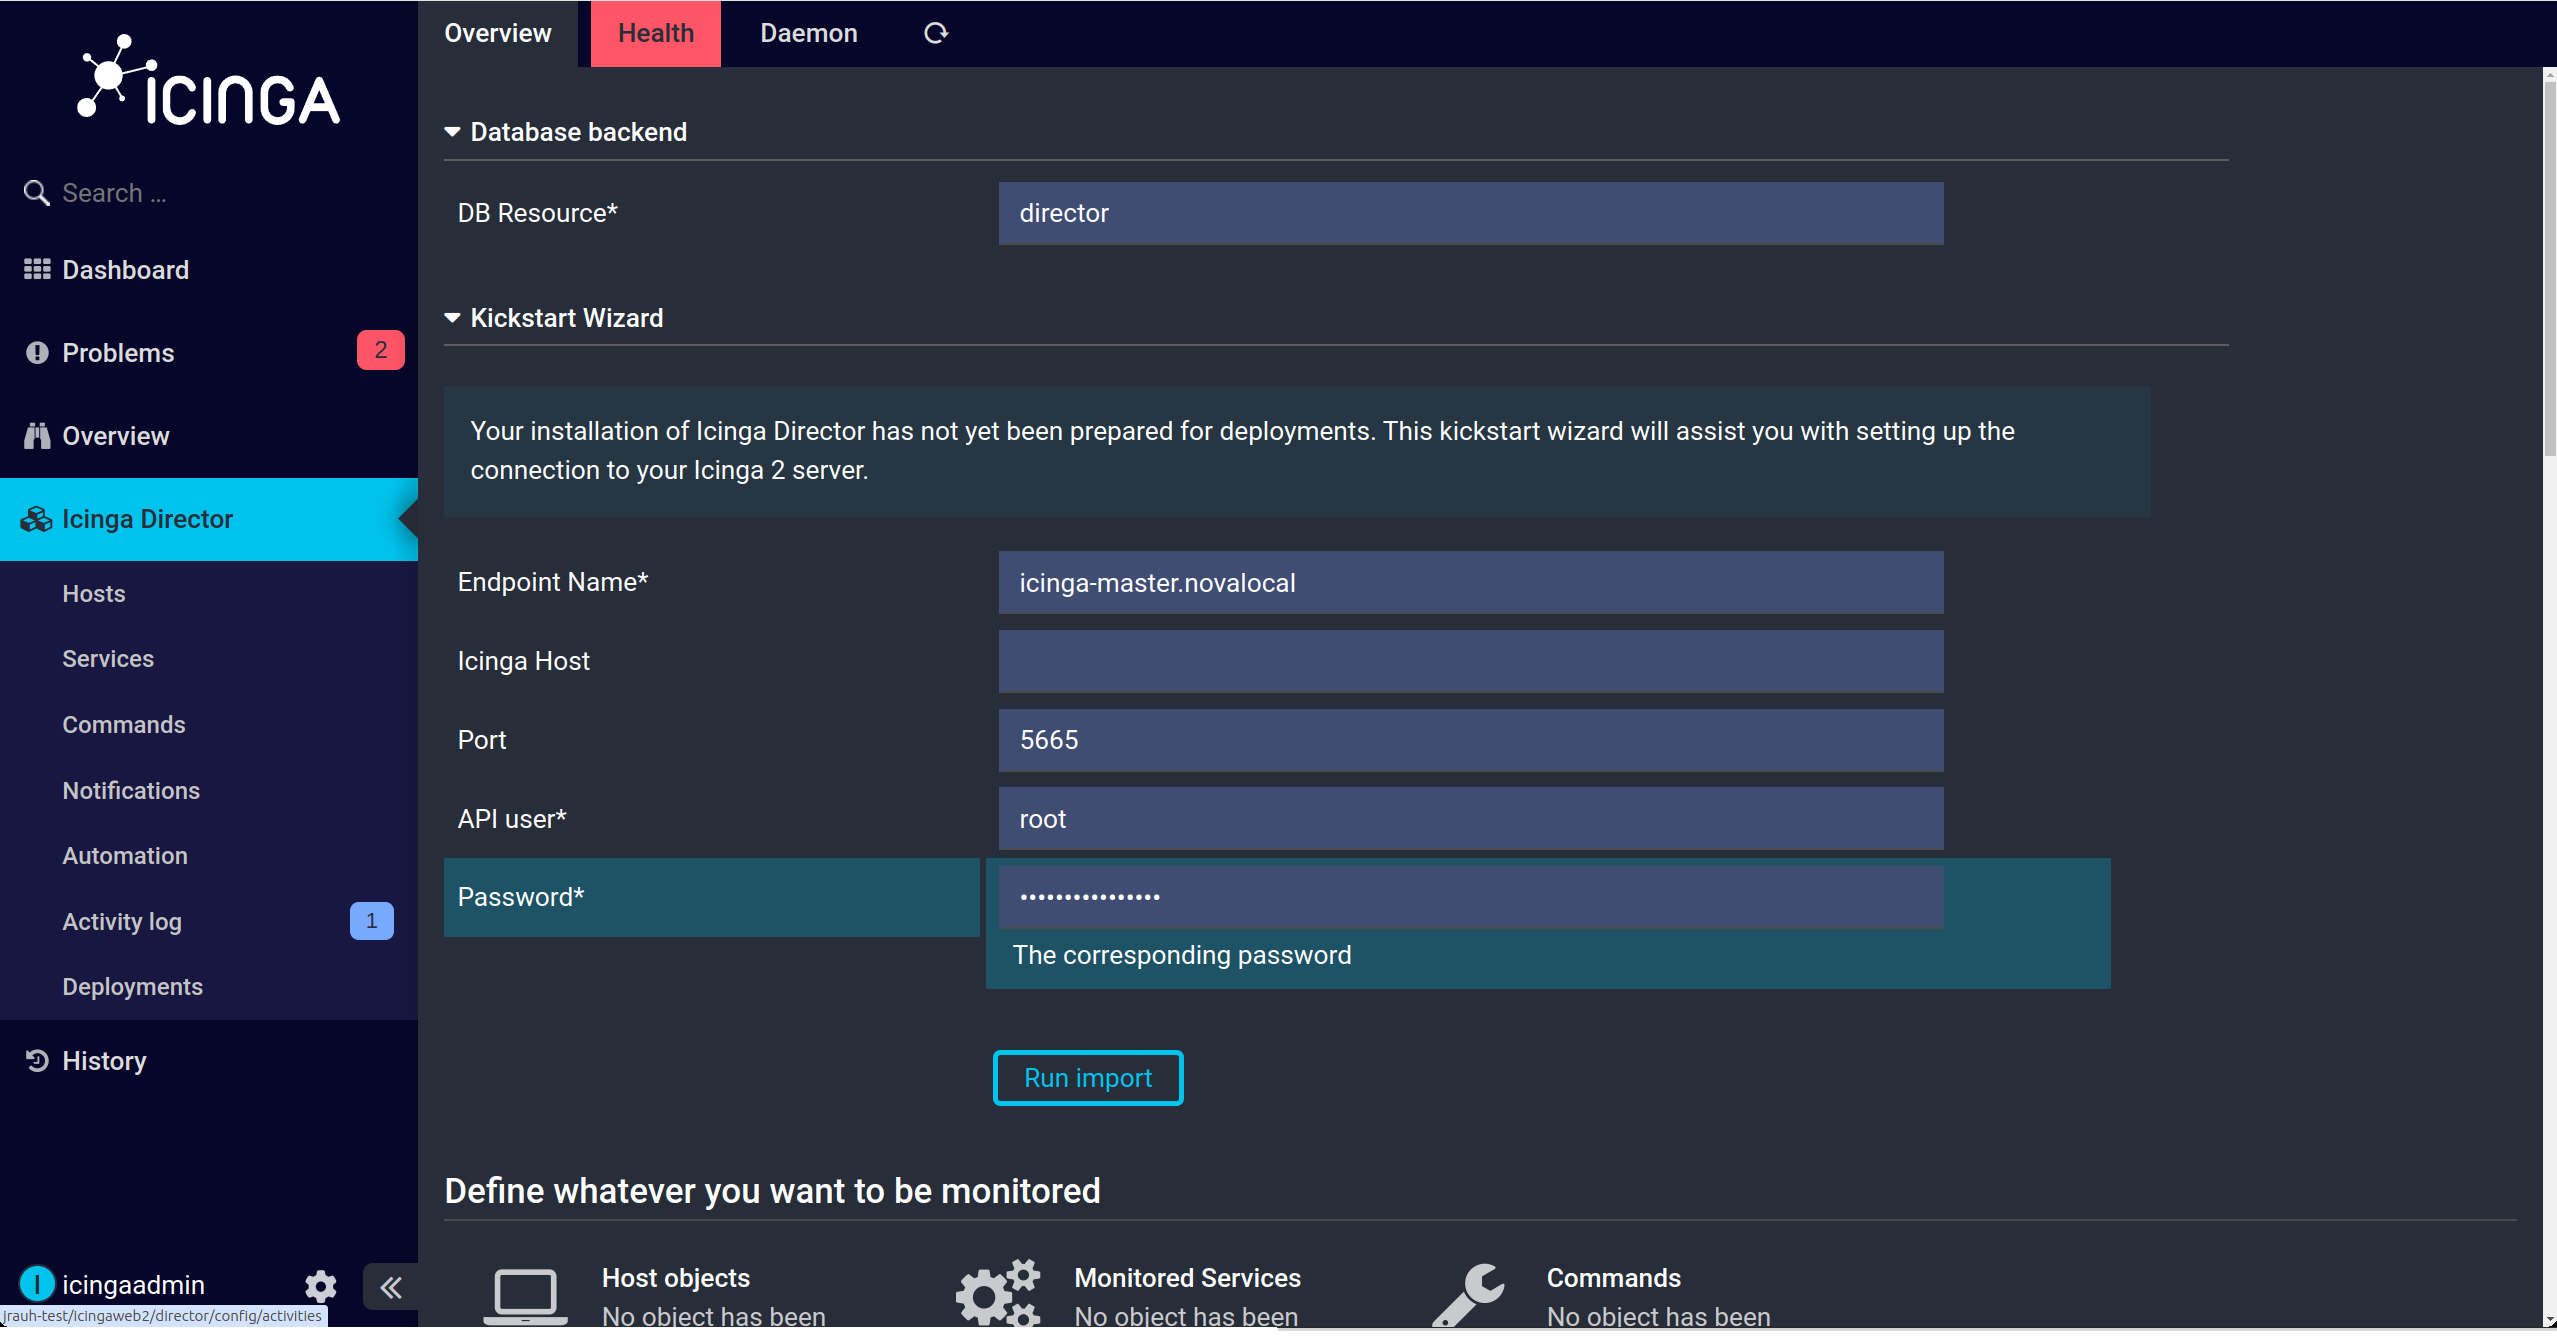 ICINGA
Search ...
Dashboard
Problems
2
Overview
Icinga Director
Hosts
Services
Commands
Notifications
Automation
Activity log
1
Deployments
History
icingaadmin
jrauh-test/icingaweb2/director/config/activities
Overview
Health
Daemon
Database backend
DB Resource*
director
Kickstart Wizard
Your installation of Icinga Director has not yet been prepared for deployments. This kickstart wizard will assist you with setting up the
connection to your Icinga 2 server.
Endpoint Name*
icinga-master.novalocal
Icinga Host
Port
5665
API user*
root
Password*
••••••••••••••••
The corresponding password
Run import
Define whatever you want to be monitored
Host objects
No object has been
Monitored Services
No object has been
Commands
No object has been